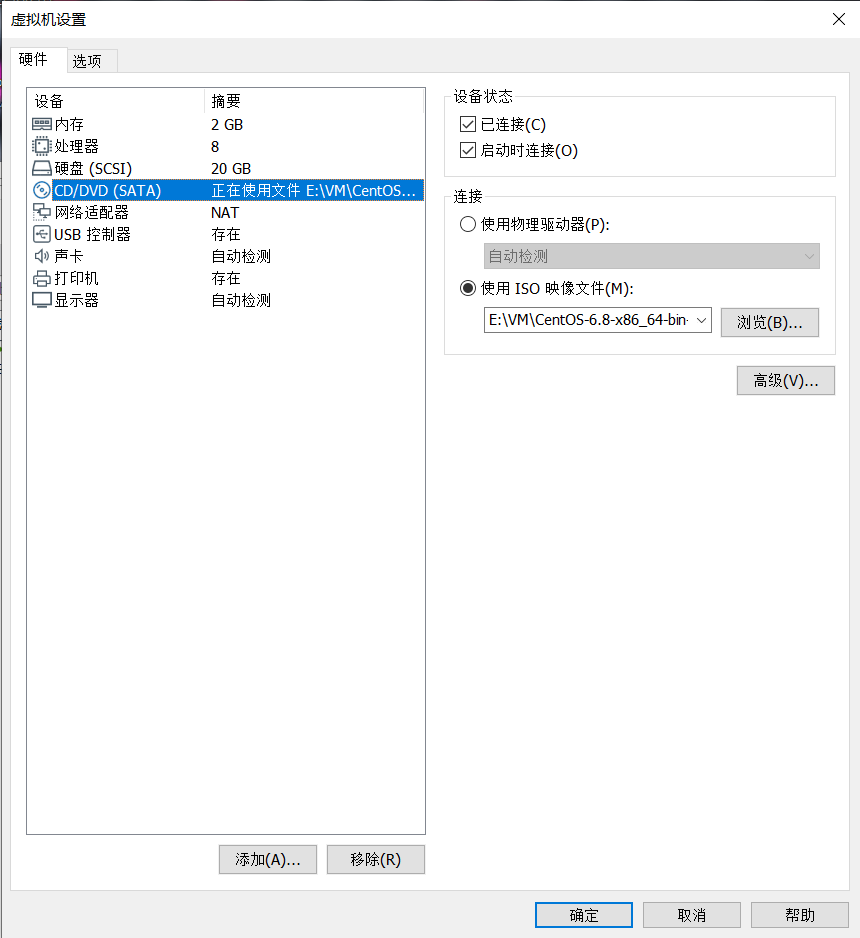 虚拟机设置
硬件 选项
设备 摘要
内存 2 GB
处理器 8
硬盘 (SCSI) 20 GB
CD/DVD (SATA) 正在使用文件 E:\VM\CentOS...
网络适配器 NAT
USB 控制器 存在
声卡 自动检测
打印机 存在
显示器 自动检测
添加(A)... 移除(R)
设备状态
已连接(C)
启动时连接(O)
连接
使用物理驱动器(P):
自动检测
使用 ISO 映像文件(M):
E:\VM\CentOS-6.8-x86_64-bin- 浏览(B)...
高级(V)...
确定 取消 帮助